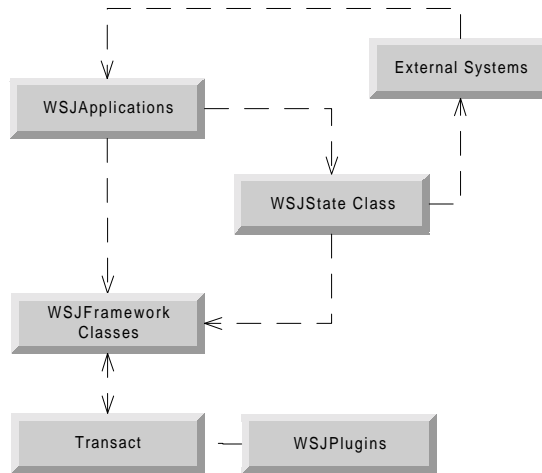 External Systems
WSJApplications
WSJState Class
WSJFramework
Classes
Transact
WSJPlugins